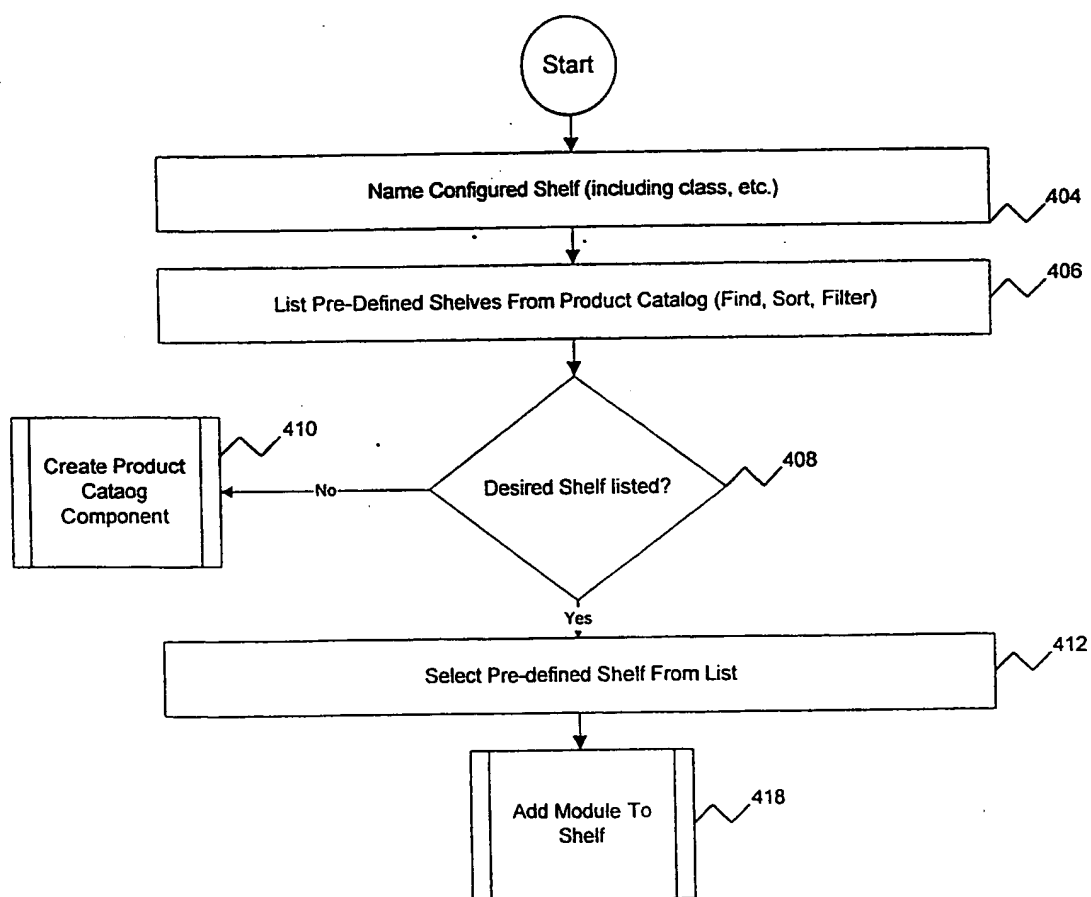 Start
Name Configured Shelf (including class, etc.)
404
List Pre-Defined Shelves From Product Catalog (Find, Sort, Filter)
406
410
Create Product
Cataog
Component
No
Desired Shelf listed?
408
Yes
Select Pre-defined Shelf From List
412
Add Module To
Shelf
418